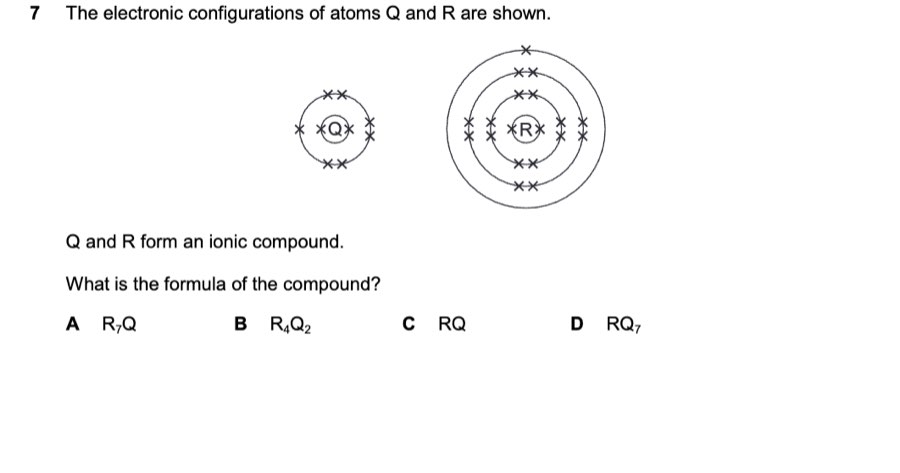 7 The electronic configurations of atoms Q and R are shown.
Q R
Q and R form an ionic compound.
What is the formula of the compound?
A R₇Q B R₄Q₂ C RQ D RQ₇